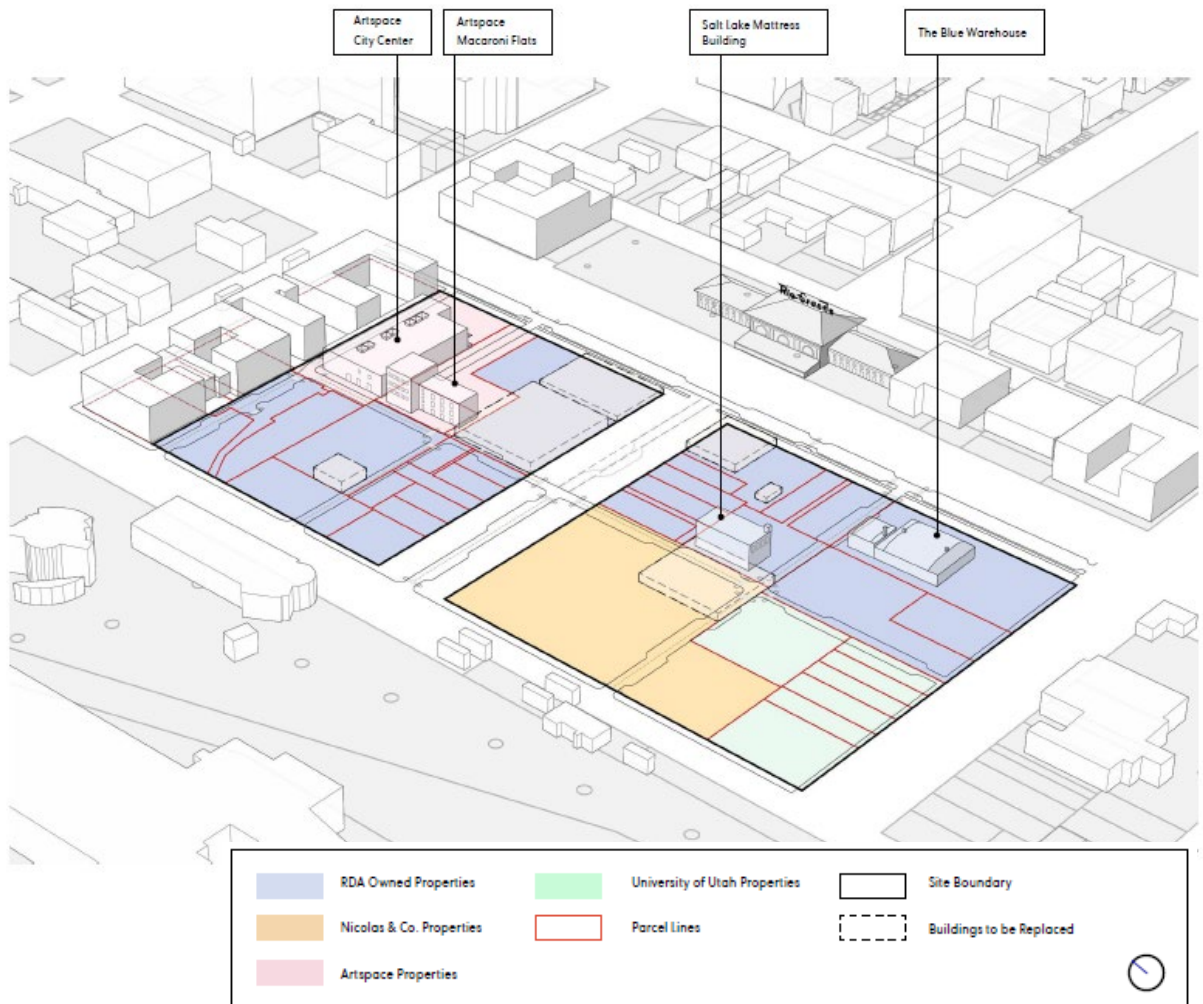 Artspace
City Center
Artspace
Macaroni Flats
Salt Lake Mattress
Building
The Blue Warehouse
Rio Grande
RDA Owned Properties
University of Utah Properties
Site Boundary
Nicolas & Co. Properties
Parcel Lines
Buildings to be Replaced
Artspace Properties